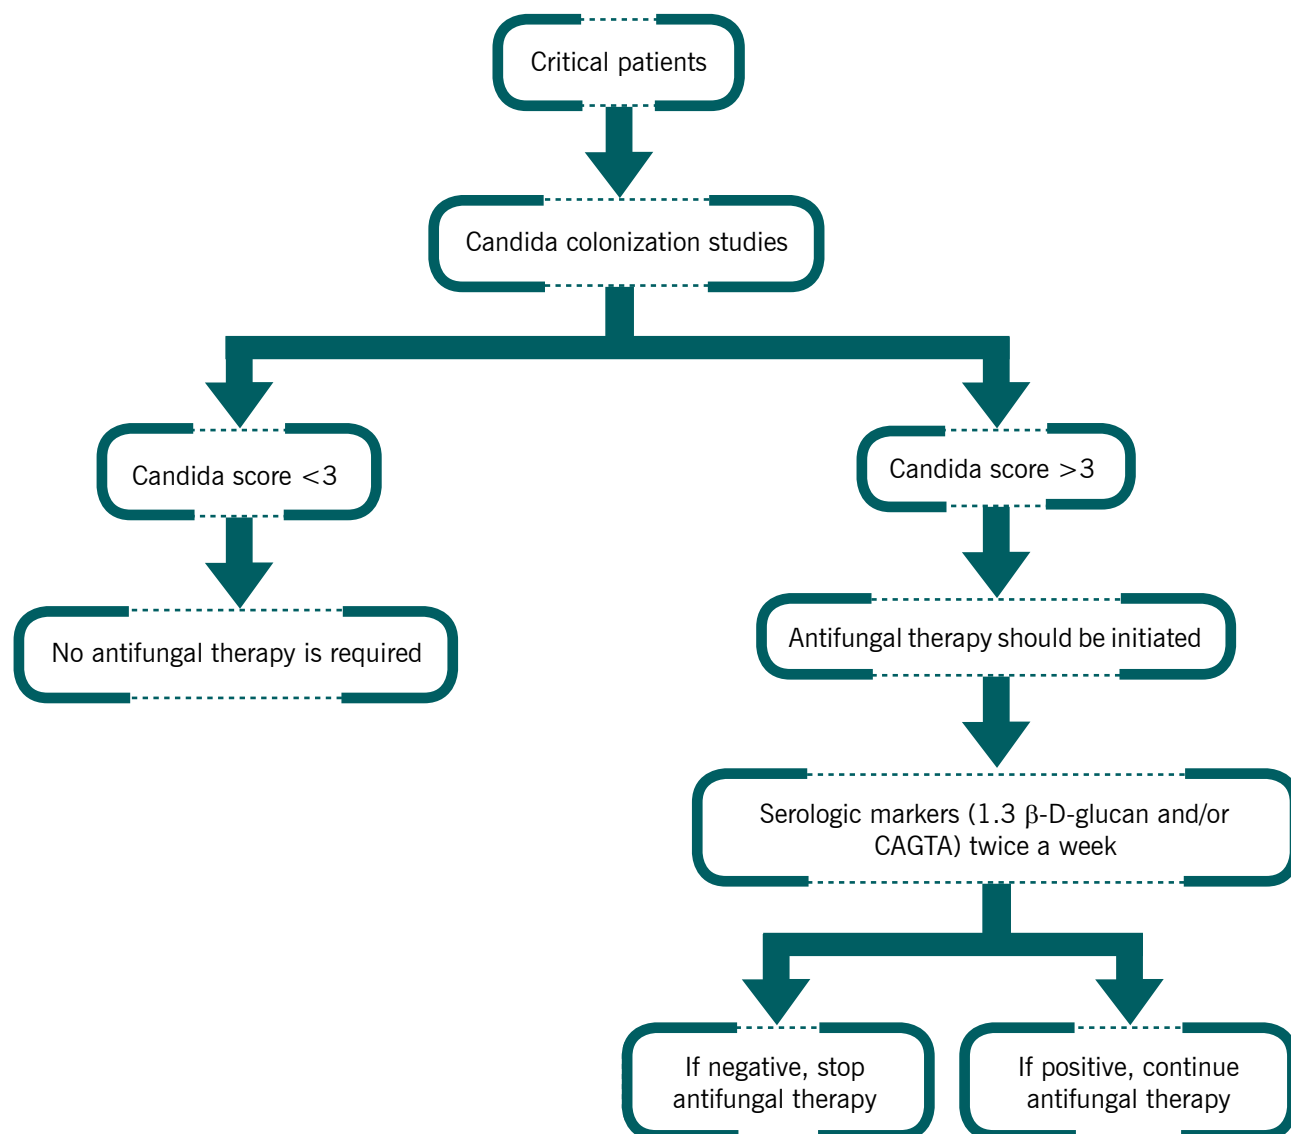 Critical patients
Candida colonization studies
Candida score <3
Candida score >3
No antifungal therapy is required
Antifungal therapy should be initiated
Serologic markers (1.3 β-D-glucan and/or
CAGTA) twice a week
If negative, stop
antifungal therapy
If positive, continue
antifungal therapy